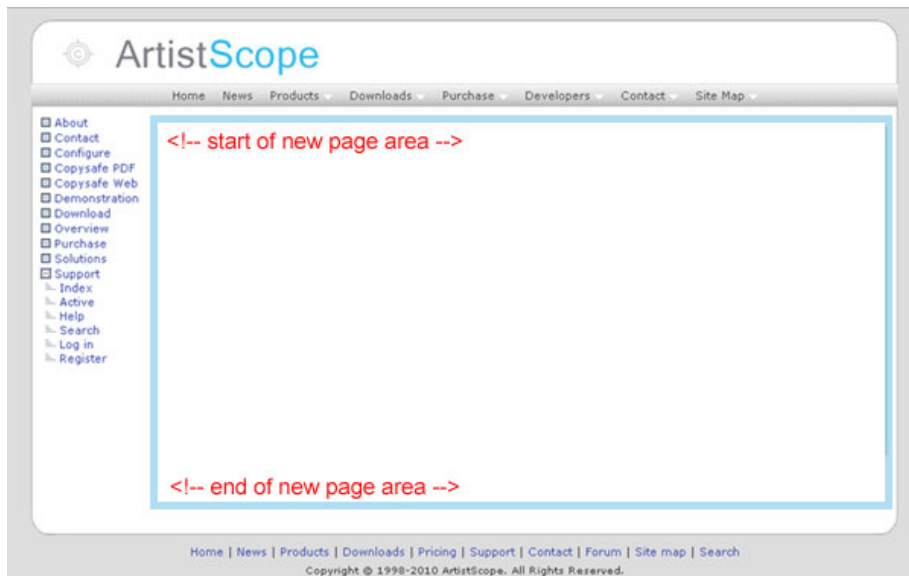 ArtistScope
Home News Products Downloads Purchase Developers Contact Site Map
About
Contact
Configure
Copysafe PDF
Copysafe Web
Demonstration
Download
Overview
Purchase
Solutions
Support
Index
Active
Help
Search
Log in
Register
<!-- start of new page area -->
<!-- end of new page area -->
Home | News | Products | Downloads | Pricing | Support | Contact | Forum | Site map | Search
Copyright © 1998-2010 ArtistScope. All Rights Reserved.